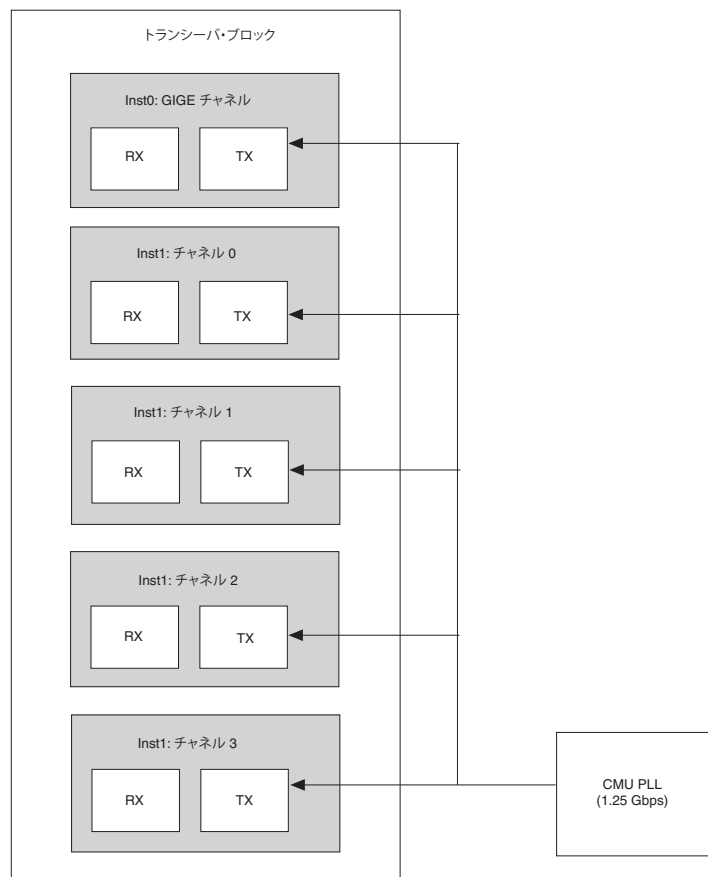 トランシーバ・ブロック
Inst0: GIGE チャネル
RX
TX
Inst1: チャネル 0
RX
TX
Inst1: チャネル 1
RX
TX
Inst1: チャネル 2
RX
TX
Inst1: チャネル 3
RX
TX
CMU PLL
(1.25 Gbps)